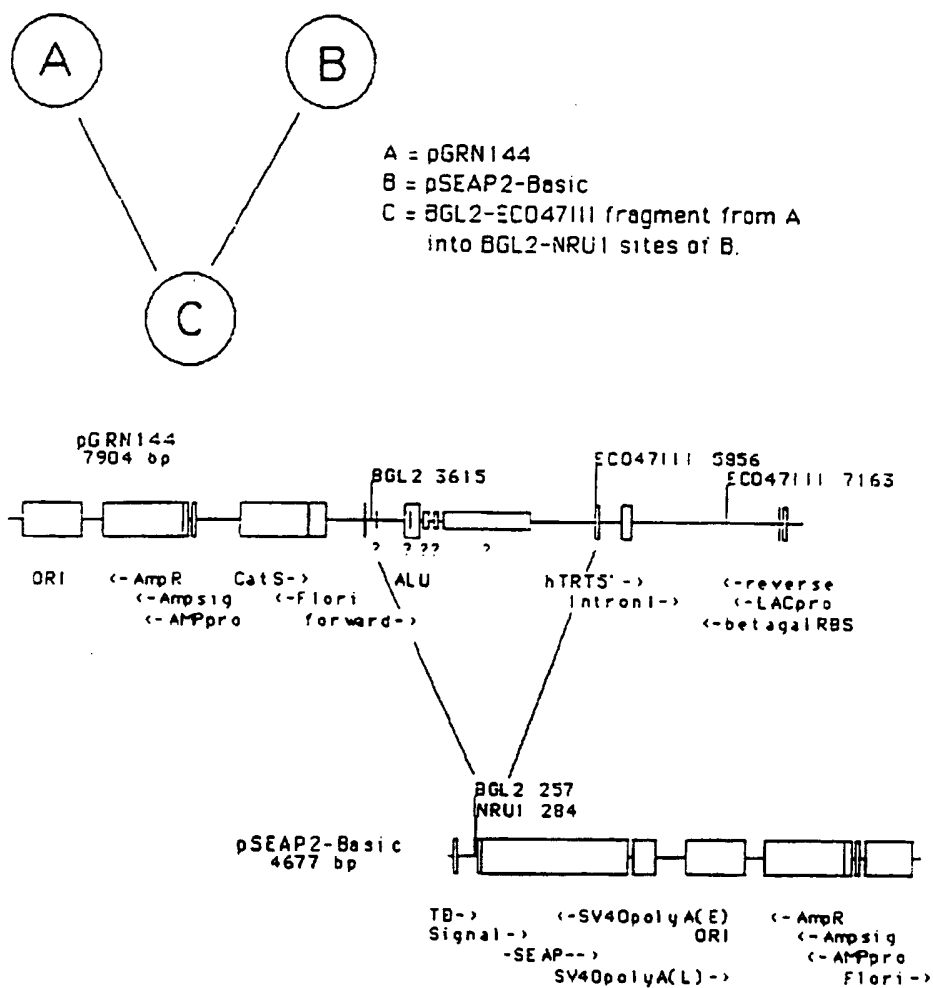 A
B
A = pGRN144
B = pSEAP2-Basic
C = BGL2-ECO47III fragment from A
into BGL2-NRU1 sites of B.
C
pGRN144
7904 bp
BGL2 3615
ECO47III 5956
ECO47III 7163
? ? ?? ?
ORI <-AmpR CatS-> ALU hTRT5'-> <-reverse
<-Ampsig <-Flori IntronI-> <-LACpro
<-AMPpro forward-> <-betagalRBS
BGL2 257
NRU1 284
pSEAP2-Basic
4677 bp
TB-> <-SV40polyA(E) <-AmpR
Signal-> ORI <-Ampsig
-SEAP--> <-AMPpro
SV40polyA(L)-> Flori->